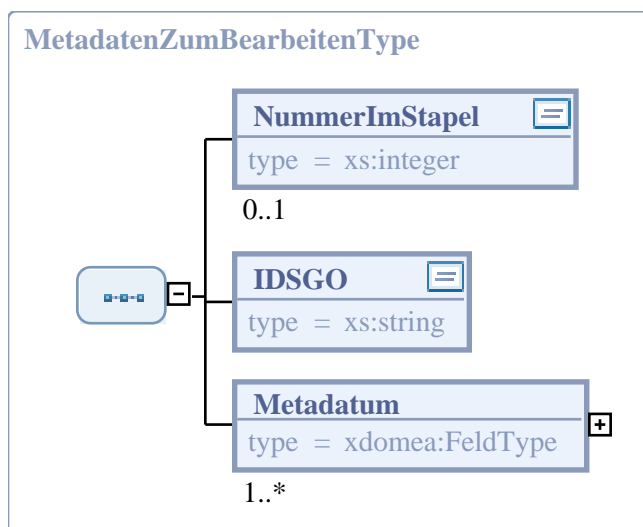 MetadatenZumBearbeitenType
NummerImStapel
type = xs:integer
0..1
IDSGO
type = xs:string
Metadatum
type = xdomea:FeldType
1..*